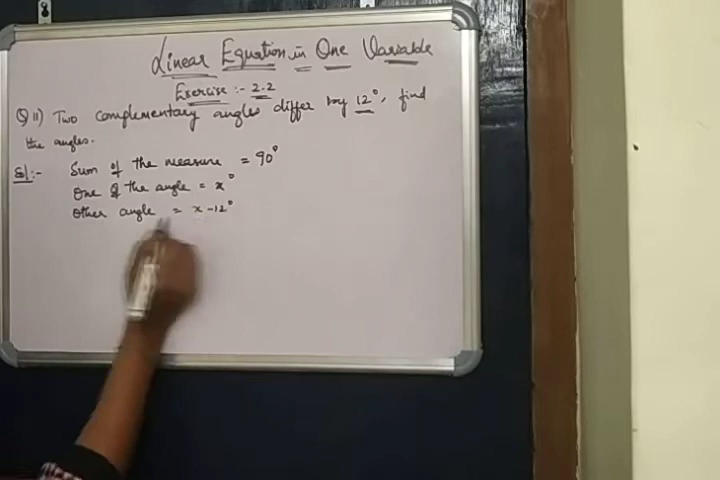 Linear Equation in One Variable
Exercise :- 2.2
Q 11) Two complementary angles differ by 12°, find
the angles.
Sol:- Sum of the measure = 90°
One of the angle = x°
Other angle = x - 12°